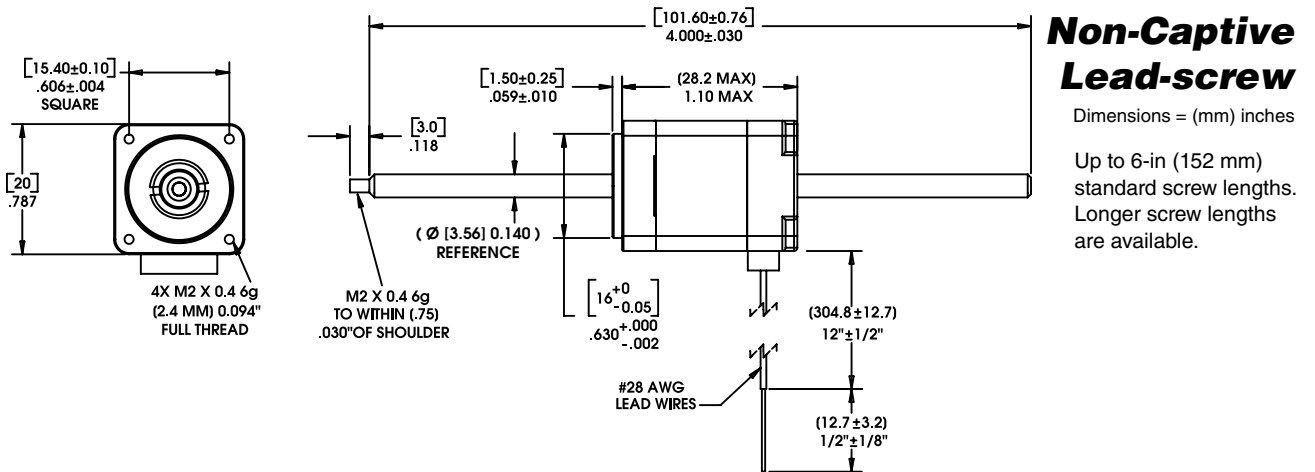 Non-Captive
Lead-screw
Dimensions = (mm) inches
Up to 6-in (152 mm)
standard screw lengths.
Longer screw lengths
are available.
[101.60±0.76]
4.000±.030
[15.40±0.10]
.606±.004
SQUARE
[1.50±0.25]
.059±.010
(28.2 MAX)
1.10 MAX
[3.0]
.118
[20]
.787
( Ø [3.56] 0.140 )
REFERENCE
4X M2 X 0.4 6g
(2.4 MM) 0.094"
FULL THREAD
M2 X 0.4 6g
TO WITHIN (.75)
.030"OF SHOULDER
[16 +0 -0.05]
.630 +.000 -.002
(304.8±12.7)
12"±1/2"
#28 AWG
LEAD WIRES
(12.7±3.2)
1/2"±1/8"